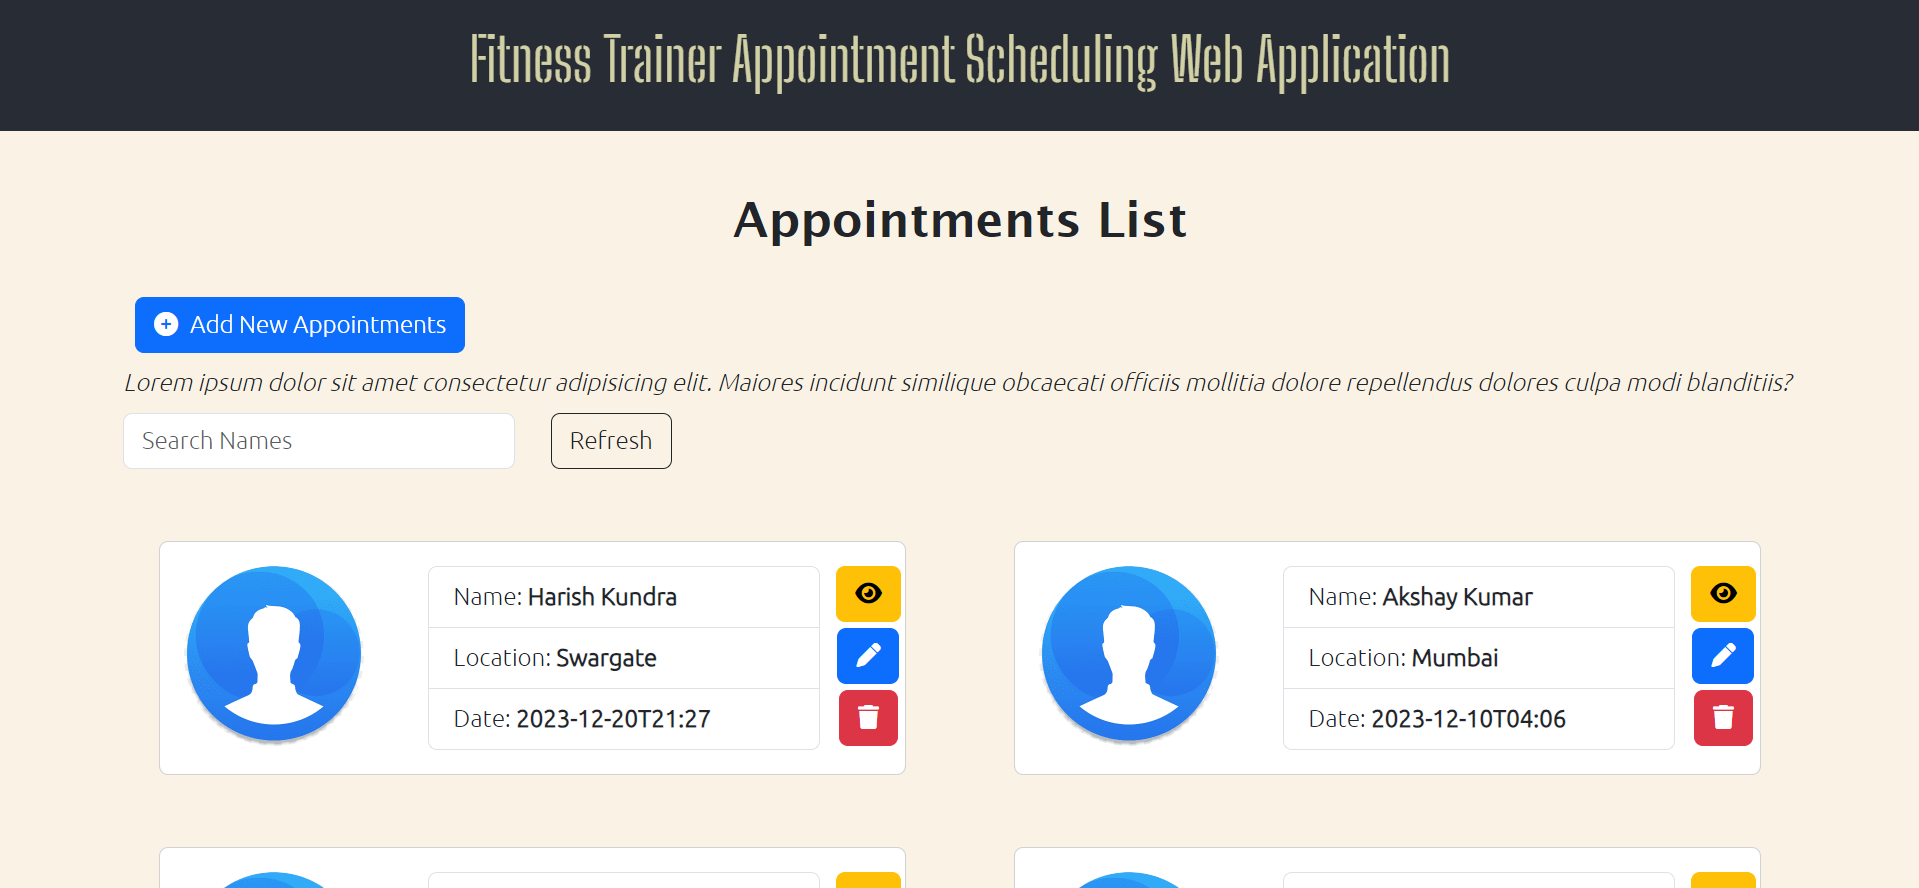 Fitness Trainer Appointment Scheduling Web Application
Appointments List
Add New Appointments
Lorem ipsum dolor sit amet consectetur adipisicing elit. Maiores incidunt similique obcaecati officiis mollitia dolore repellendus dolores culpa modi blanditiis?
Search Names
Refresh
Name: Harish Kundra
Location: Swargate
Date: 2023-12-20T21:27
Name: Akshay Kumar
Location: Mumbai
Date: 2023-12-10T04:06